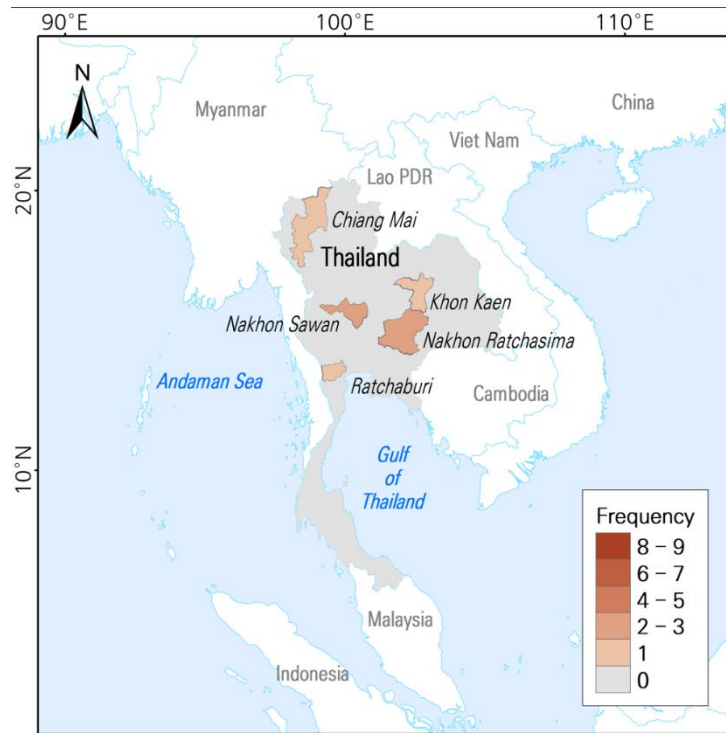 90°E
100°E
110°E
N
Myanmar
China
Viet Nam
Lao PDR
20°N
Chiang Mai
Thailand
Khon Kaen
Nakhon Sawan
Nakhon Ratchasima
Andaman Sea
Ratchaburi
Cambodia
10°N
Gulf
of
Thailand
Frequency
8 – 9
6 – 7
4 – 5
2 – 3
1
0
Malaysia
Indonesia